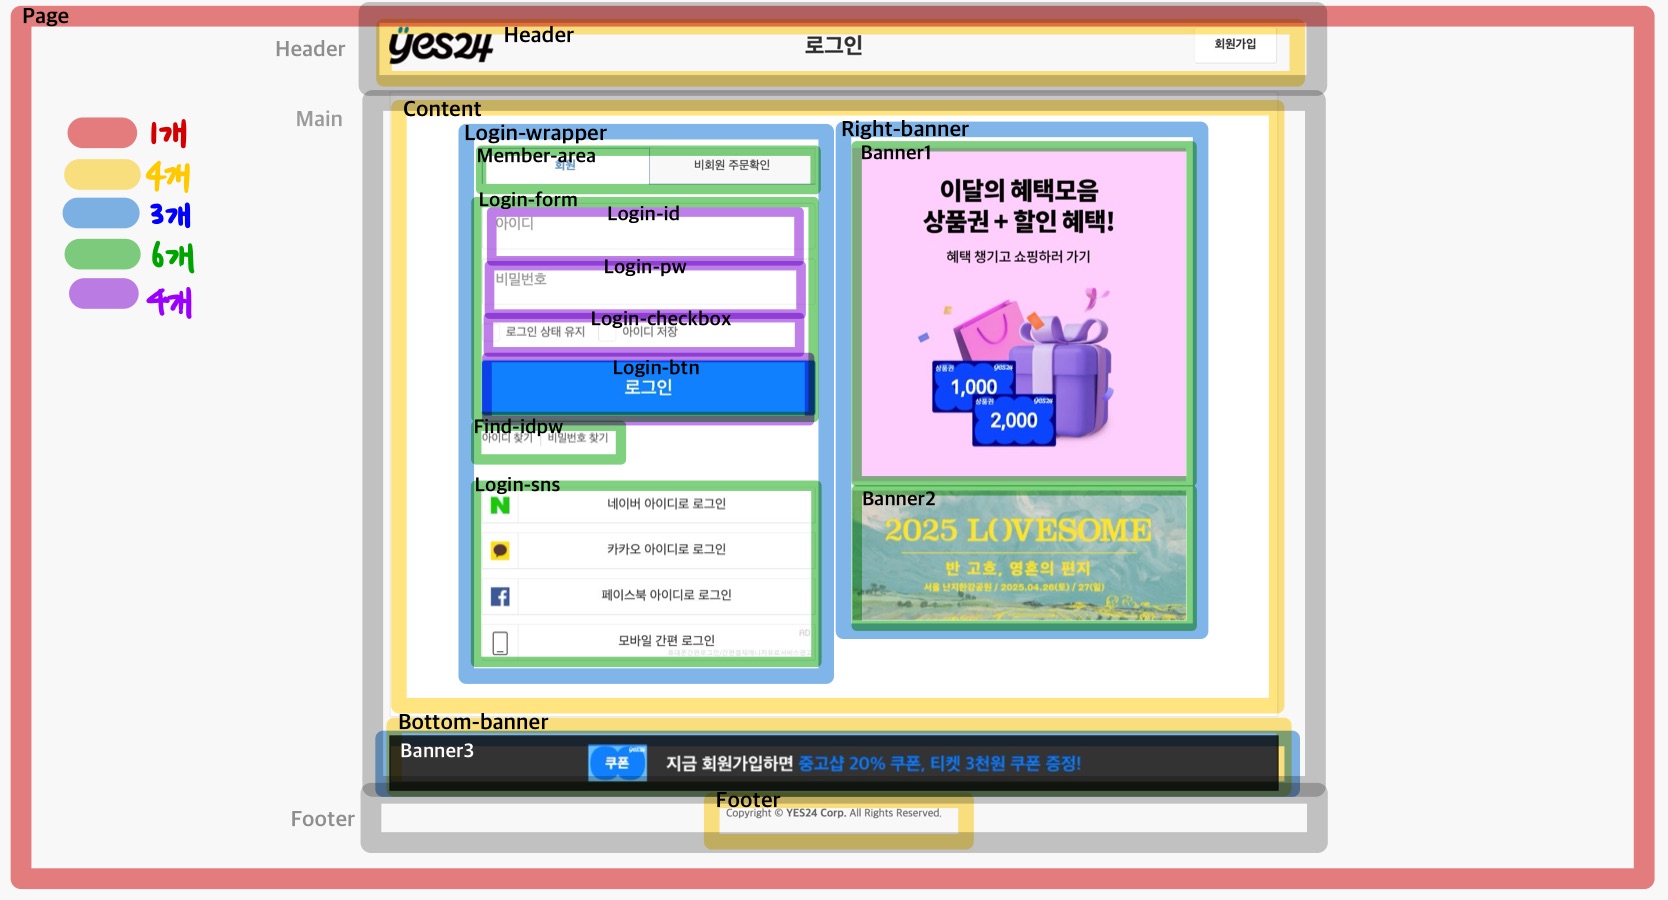 Page
Header
yes24
Header
로그인
회원가입
Main
1개
4개
3개
6개
4개
Content
Login-wrapper
Member-area
회원
비회원 주문확인
Login-form
Login-id
아이디
Login-pw
비밀번호
Login-checkbox
로그인 상태 유지
아이디 저장
Login-btn
로그인
Find-idpw
아이디 찾기
비밀번호 찾기
Login-sns
네이버 아이디로 로그인
카카오 아이디로 로그인
페이스북 아이디로 로그인
모바일 간편 로그인
AD
Right-banner
Banner1
이달의 혜택모음
상품권 + 할인 혜택!
혜택 챙기고 쇼핑하러 가기
상품권 yes24
1,000
상품권 yes24
2,000
Banner2
2025 LOVESOME
반 고흐, 영혼의 편지
서울 난지한강공원 / 2025.04.26(토) / 27(일)
Bottom-banner
Banner3
쿠폰
지금 회원가입하면 중고샵 20% 쿠폰, 티켓 3천원 쿠폰 증정!
Footer
Footer
Copyright © YES24 Corp. All Rights Reserved.